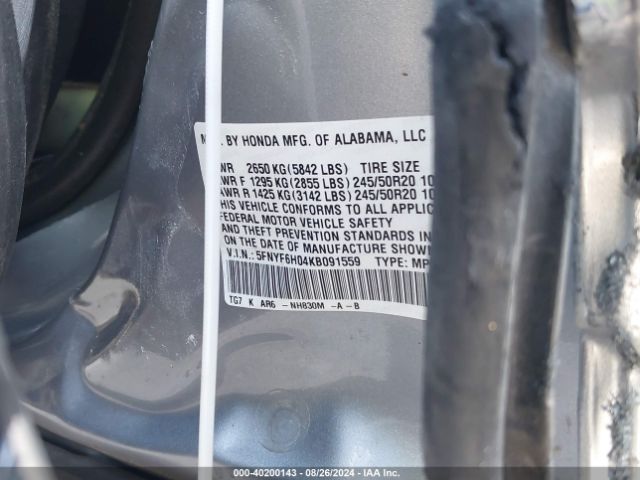 BY HONDA MFG. OF ALABAMA, LLC
2650 KG(5842 LBS) TIRE SIZE
WR F 1295 KG(2855 LBS) 245/50R20 10
WR R 1425 KG(3142 LBS) 245/50R20 10
HIS VEHICLE CONFORMS TO ALL APPLIC
FEDERAL MOTOR VEHICLE SAFETY
AND THEFT PREVENTION STANDARDS IN
ON THE DATE OF MANUFACTURE SHOW
V.I.N.: 5FNYF6H04KB091559 TYPE: MP
TG7 K AR6 -NH830M -A-B
000-40200143 - 08/26/2024 - IAA Inc.